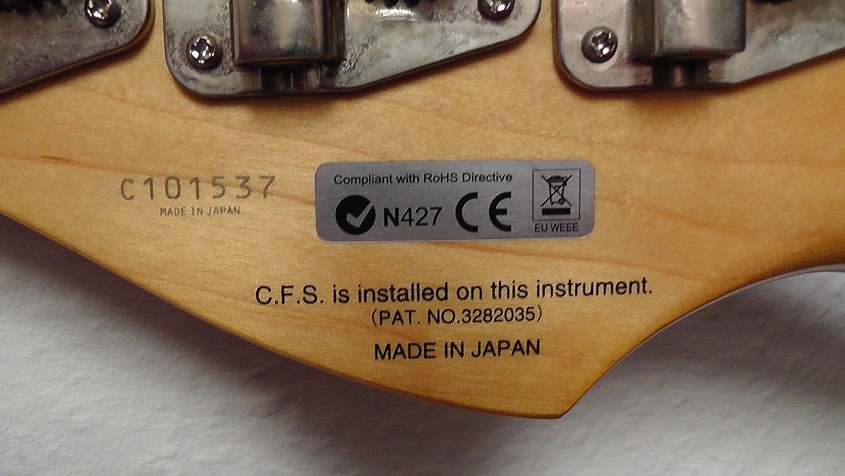 C101537
MADE IN JAPAN
Compliant with RoHS Directive
N427 CE
EU WEEE
C.F.S. is installed on this instrument.
(PAT. NO.3282035)
MADE IN JAPAN